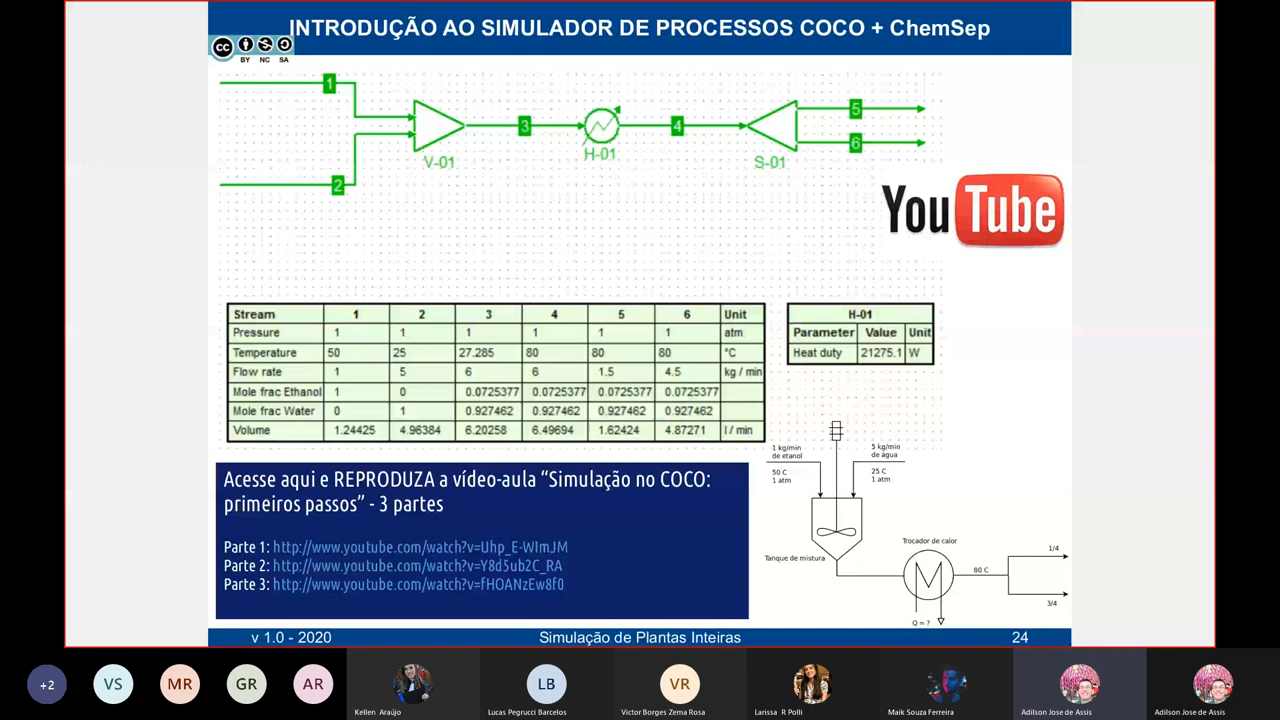 INTRODUÇÃO AO SIMULADOR DE PROCESSOS COCO + ChemSep
CC
BY NC SA
1
2
V-01
3
H-01
4
S-01
5
6
YouTube
Stream 1 2 3 4 5 6 Unit
Pressure 1 1 1 1 1 1 atm
Temperature 50 25 27.285 80 80 80 °C
Flow rate 1 5 6 6 1.5 4.5 kg / min
Mole frac Ethanol 1 0 0.0725377 0.0725377 0.0725377 0.0725377
Mole frac Water 0 1 0.927462 0.927462 0.927462 0.927462
Volume 1.24425 4.96384 6.20258 6.49694 1.62424 4.87271 l / min
H-01
Parameter Value Unit
Heat duty 21275.1 W
1 kg/min
de etanol
50 C
1 atm
5 kg/min
de água
25 C
1 atm
Tanque de mistura
Trocador de calor
80 C
1/4
3/4
Q = ?
Acesse aqui e REPRODUZA a vídeo-aula “Simulação no COCO:
primeiros passos” - 3 partes
Parte 1: http://www.youtube.com/watch?v=Uhp_E-WImJM
Parte 2: http://www.youtube.com/watch?v=Y8d5ub2C_RA
Parte 3: http://www.youtube.com/watch?v=fHOANzEw8f0
v 1.0 - 2020 Simulação de Plantas Inteiras 24
+2 VS MR GR AR LB VR
Kellen Araújo Lucas Pegrucci Barcelos Victor Borges Zema Rosa Larissa R Polli Maik Souza Ferreira Adilson Jose de Assis Adilson Jose de Assis